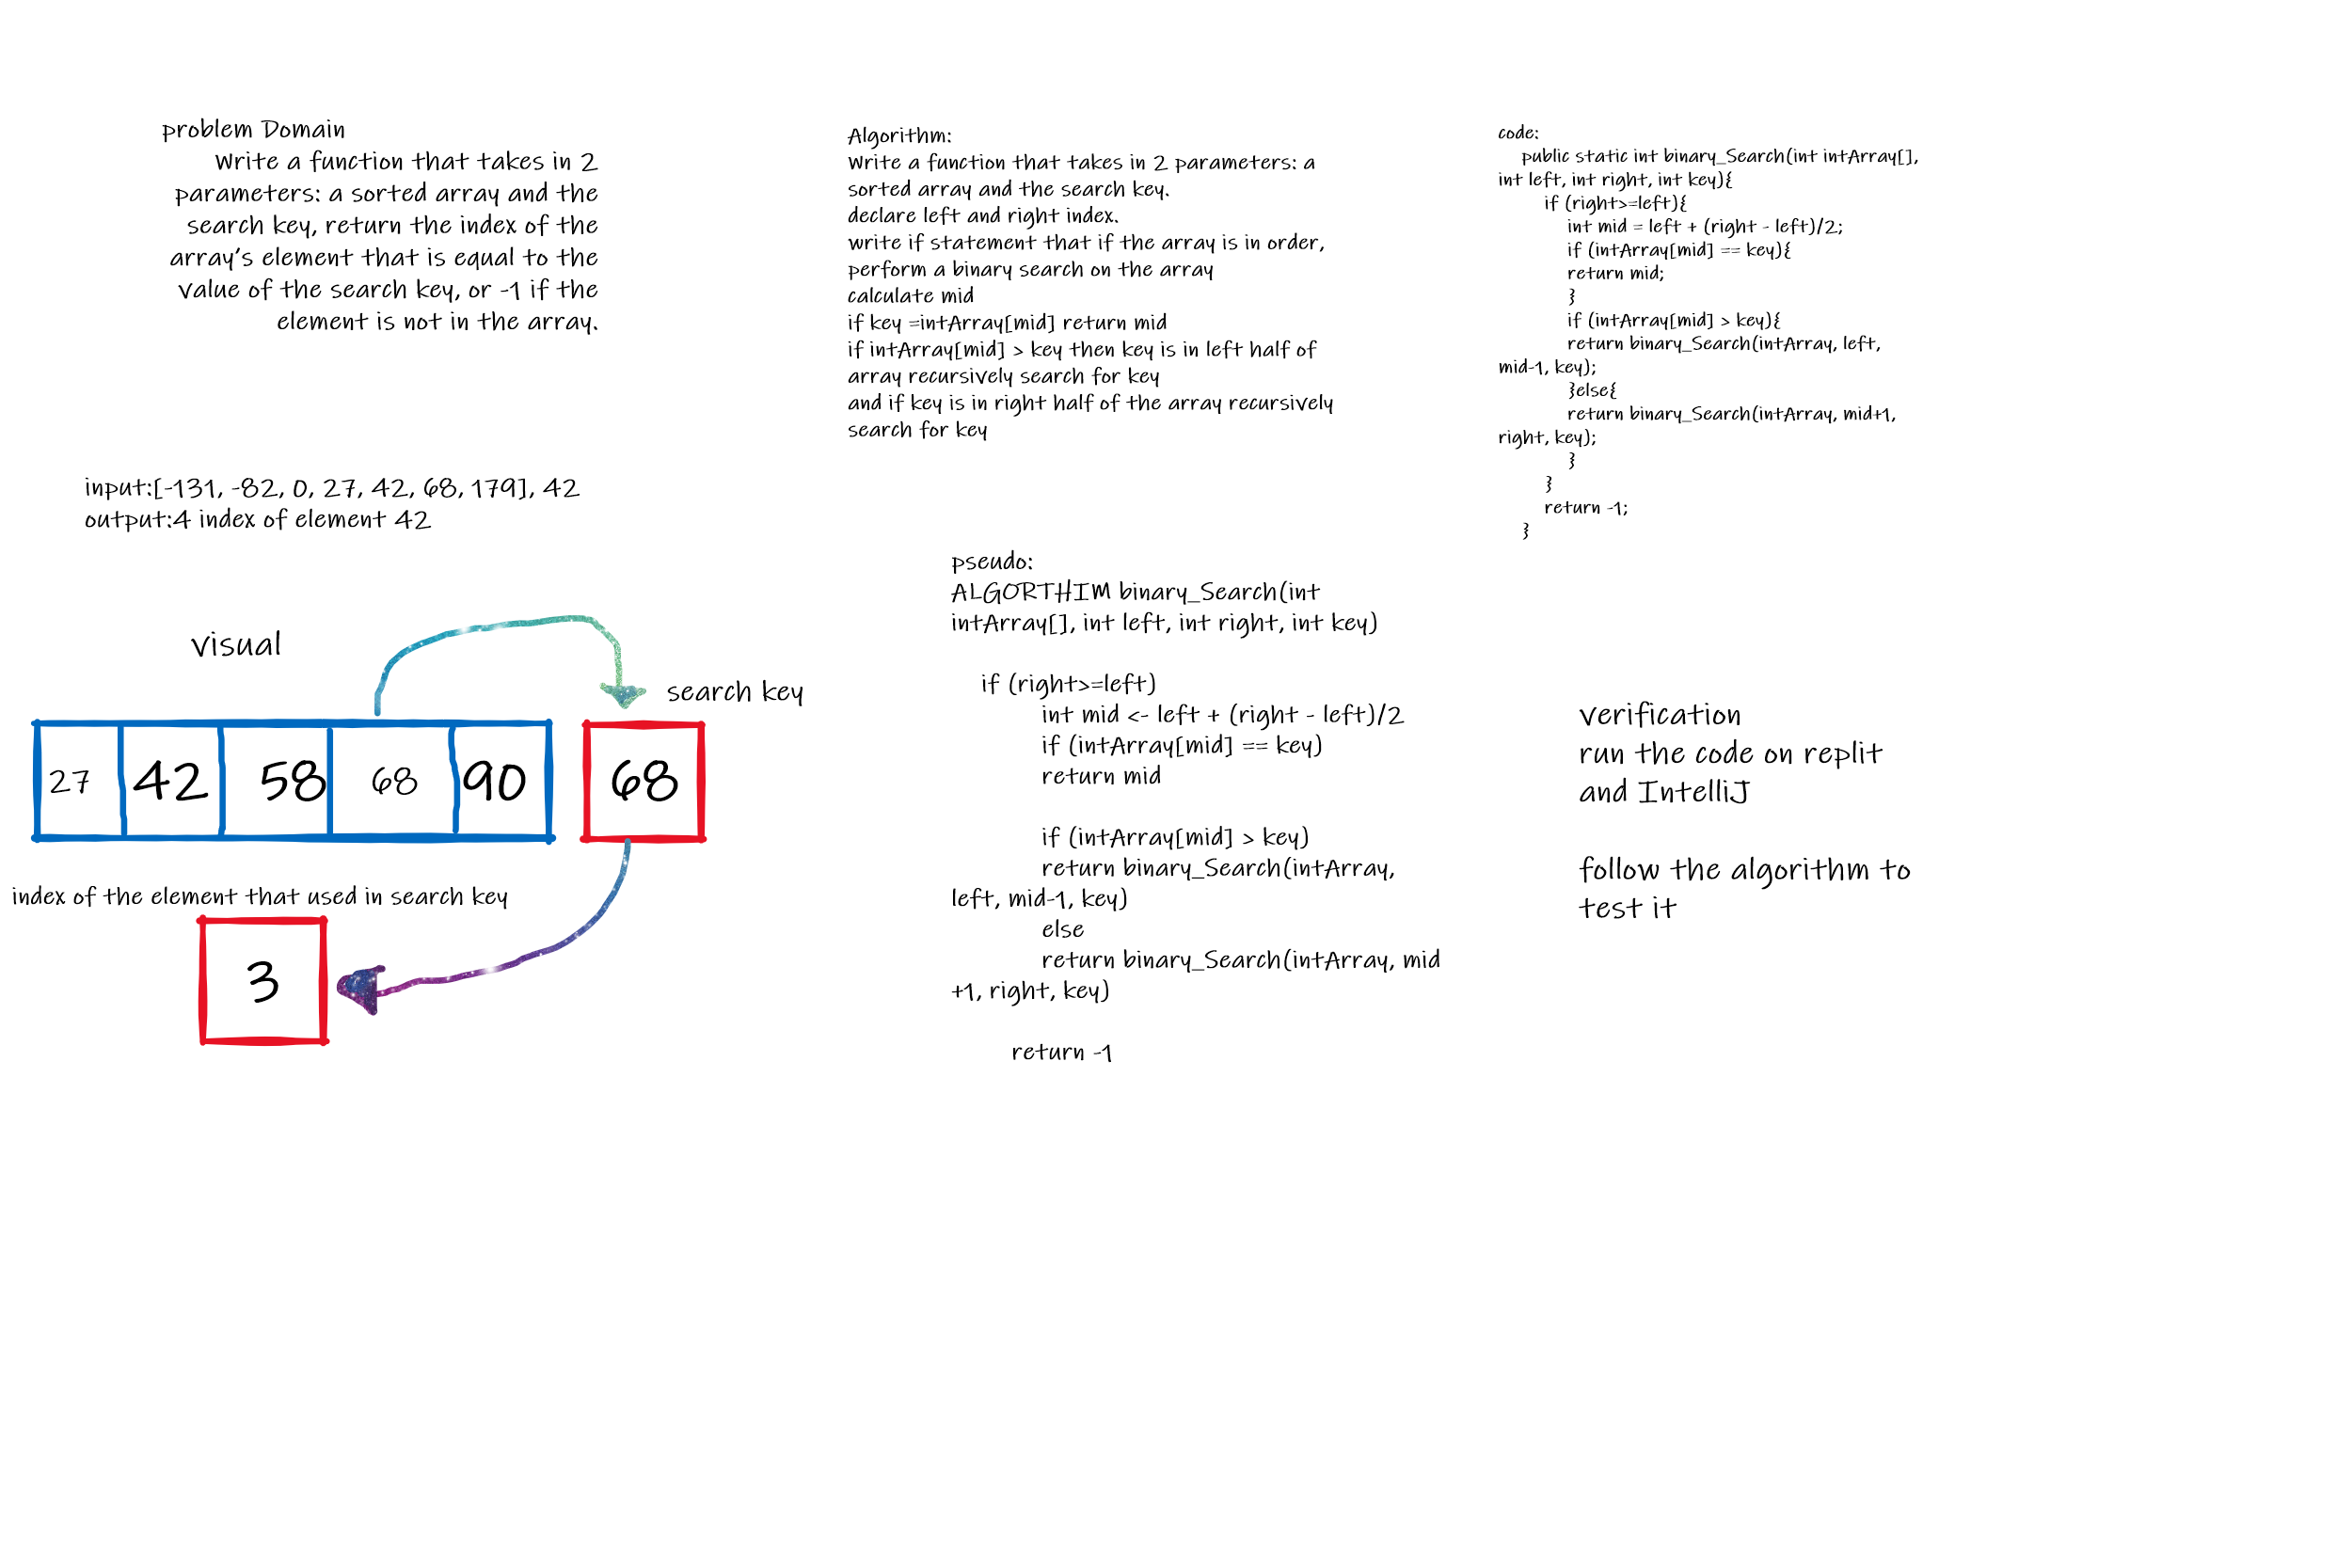 problem Domain
Write a function that takes in 2
parameters: a sorted array and the
search key, return the index of the
array's element that is equal to the
value of the search key, or -1 if the
element is not in the array.
input:[-131, -82, 0, 27, 42, 68, 179], 42
output:4 index of element 42
visual
search key
27 42 58 68 90 68
index of the element that used in search key
3
Algorithm:
Write a function that takes in 2 parameters: a
sorted array and the search key.
declare left and right index.
write if statement that if the array is in order,
perform a binary search on the array
calculate mid
if key =intArray[mid] return mid
if intArray[mid] > key then key is in left half of
array recursively search for key
and if key is in right half of the array recursively
search for key
pseudo:
ALGORTHIM binary_Search(int
intArray[], int left, int right, int key)
if (right>=left)
int mid <- left + (right - left)/2
if (intArray[mid] == key)
return mid
if (intArray[mid] > key)
return binary_Search(intArray,
left, mid-1, key)
else
return binary_Search(intArray, mid
+1, right, key)
return -1
code:
public static int binary_Search(int intArray[],
int left, int right, int key){
if (right>=left){
int mid = left + (right - left)/2;
if (intArray[mid] == key){
return mid;
}
if (intArray[mid] > key){
return binary_Search(intArray, left,
mid-1, key);
}else{
return binary_Search(intArray, mid+1,
right, key);
}
}
return -1;
}
verification
run the code on replit
and IntelliJ
follow the algorithm to
test it